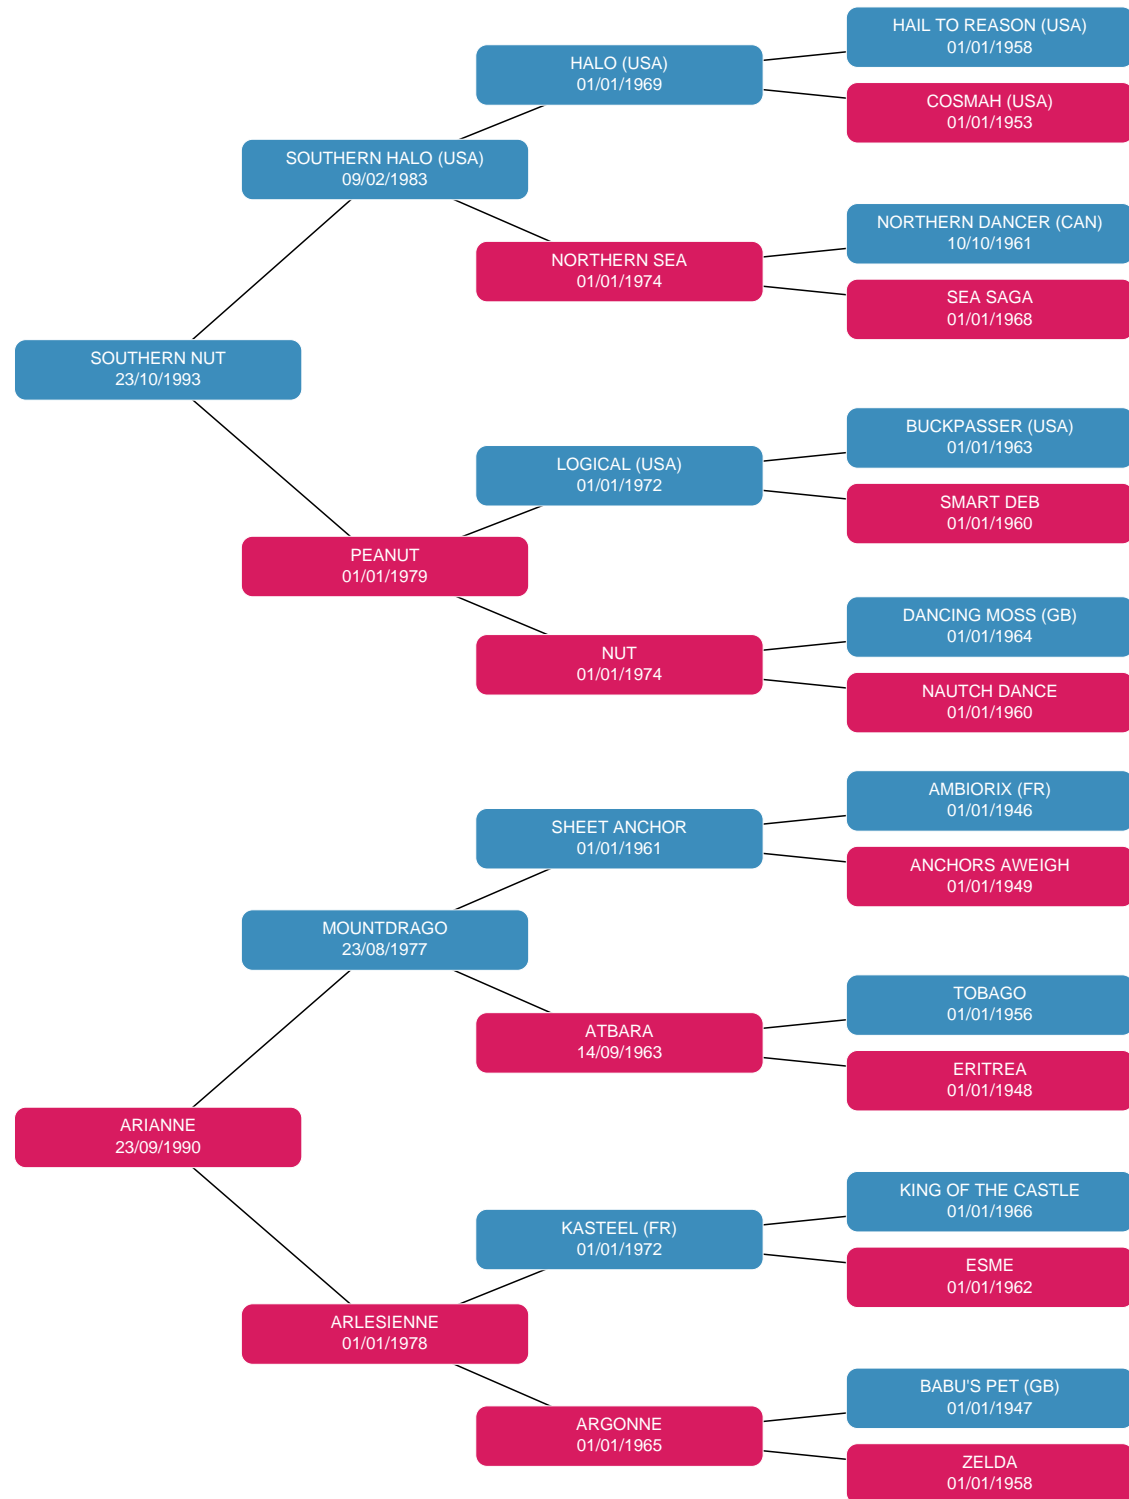 HAIL TO REASON (USA)
01/01/1958
HALO (USA)
01/01/1969
COSMAH (USA)
01/01/1953
SOUTHERN HALO (USA)
09/02/1983
NORTHERN DANCER (CAN)
10/10/1961
NORTHERN SEA
01/01/1974
SEA SAGA
01/01/1968
SOUTHERN NUT
23/10/1993
BUCKPASSER (USA)
01/01/1963
LOGICAL (USA)
01/01/1972
SMART DEB
01/01/1960
PEANUT
01/01/1979
DANCING MOSS (GB)
01/01/1964
NUT
01/01/1974
NAUTCH DANCE
01/01/1960
AMBIORIX (FR)
01/01/1946
SHEET ANCHOR
01/01/1961
ANCHORS AWEIGH
01/01/1949
MOUNTDRAGO
23/08/1977
TOBAGO
01/01/1956
ATBARA
14/09/1963
ERITREA
01/01/1948
ARIANNE
23/09/1990
KING OF THE CASTLE
01/01/1966
KASTEEL (FR)
01/01/1972
ESME
01/01/1962
ARLESIENNE
01/01/1978
BABU'S PET (GB)
01/01/1947
ARGONNE
01/01/1965
ZELDA
01/01/1958